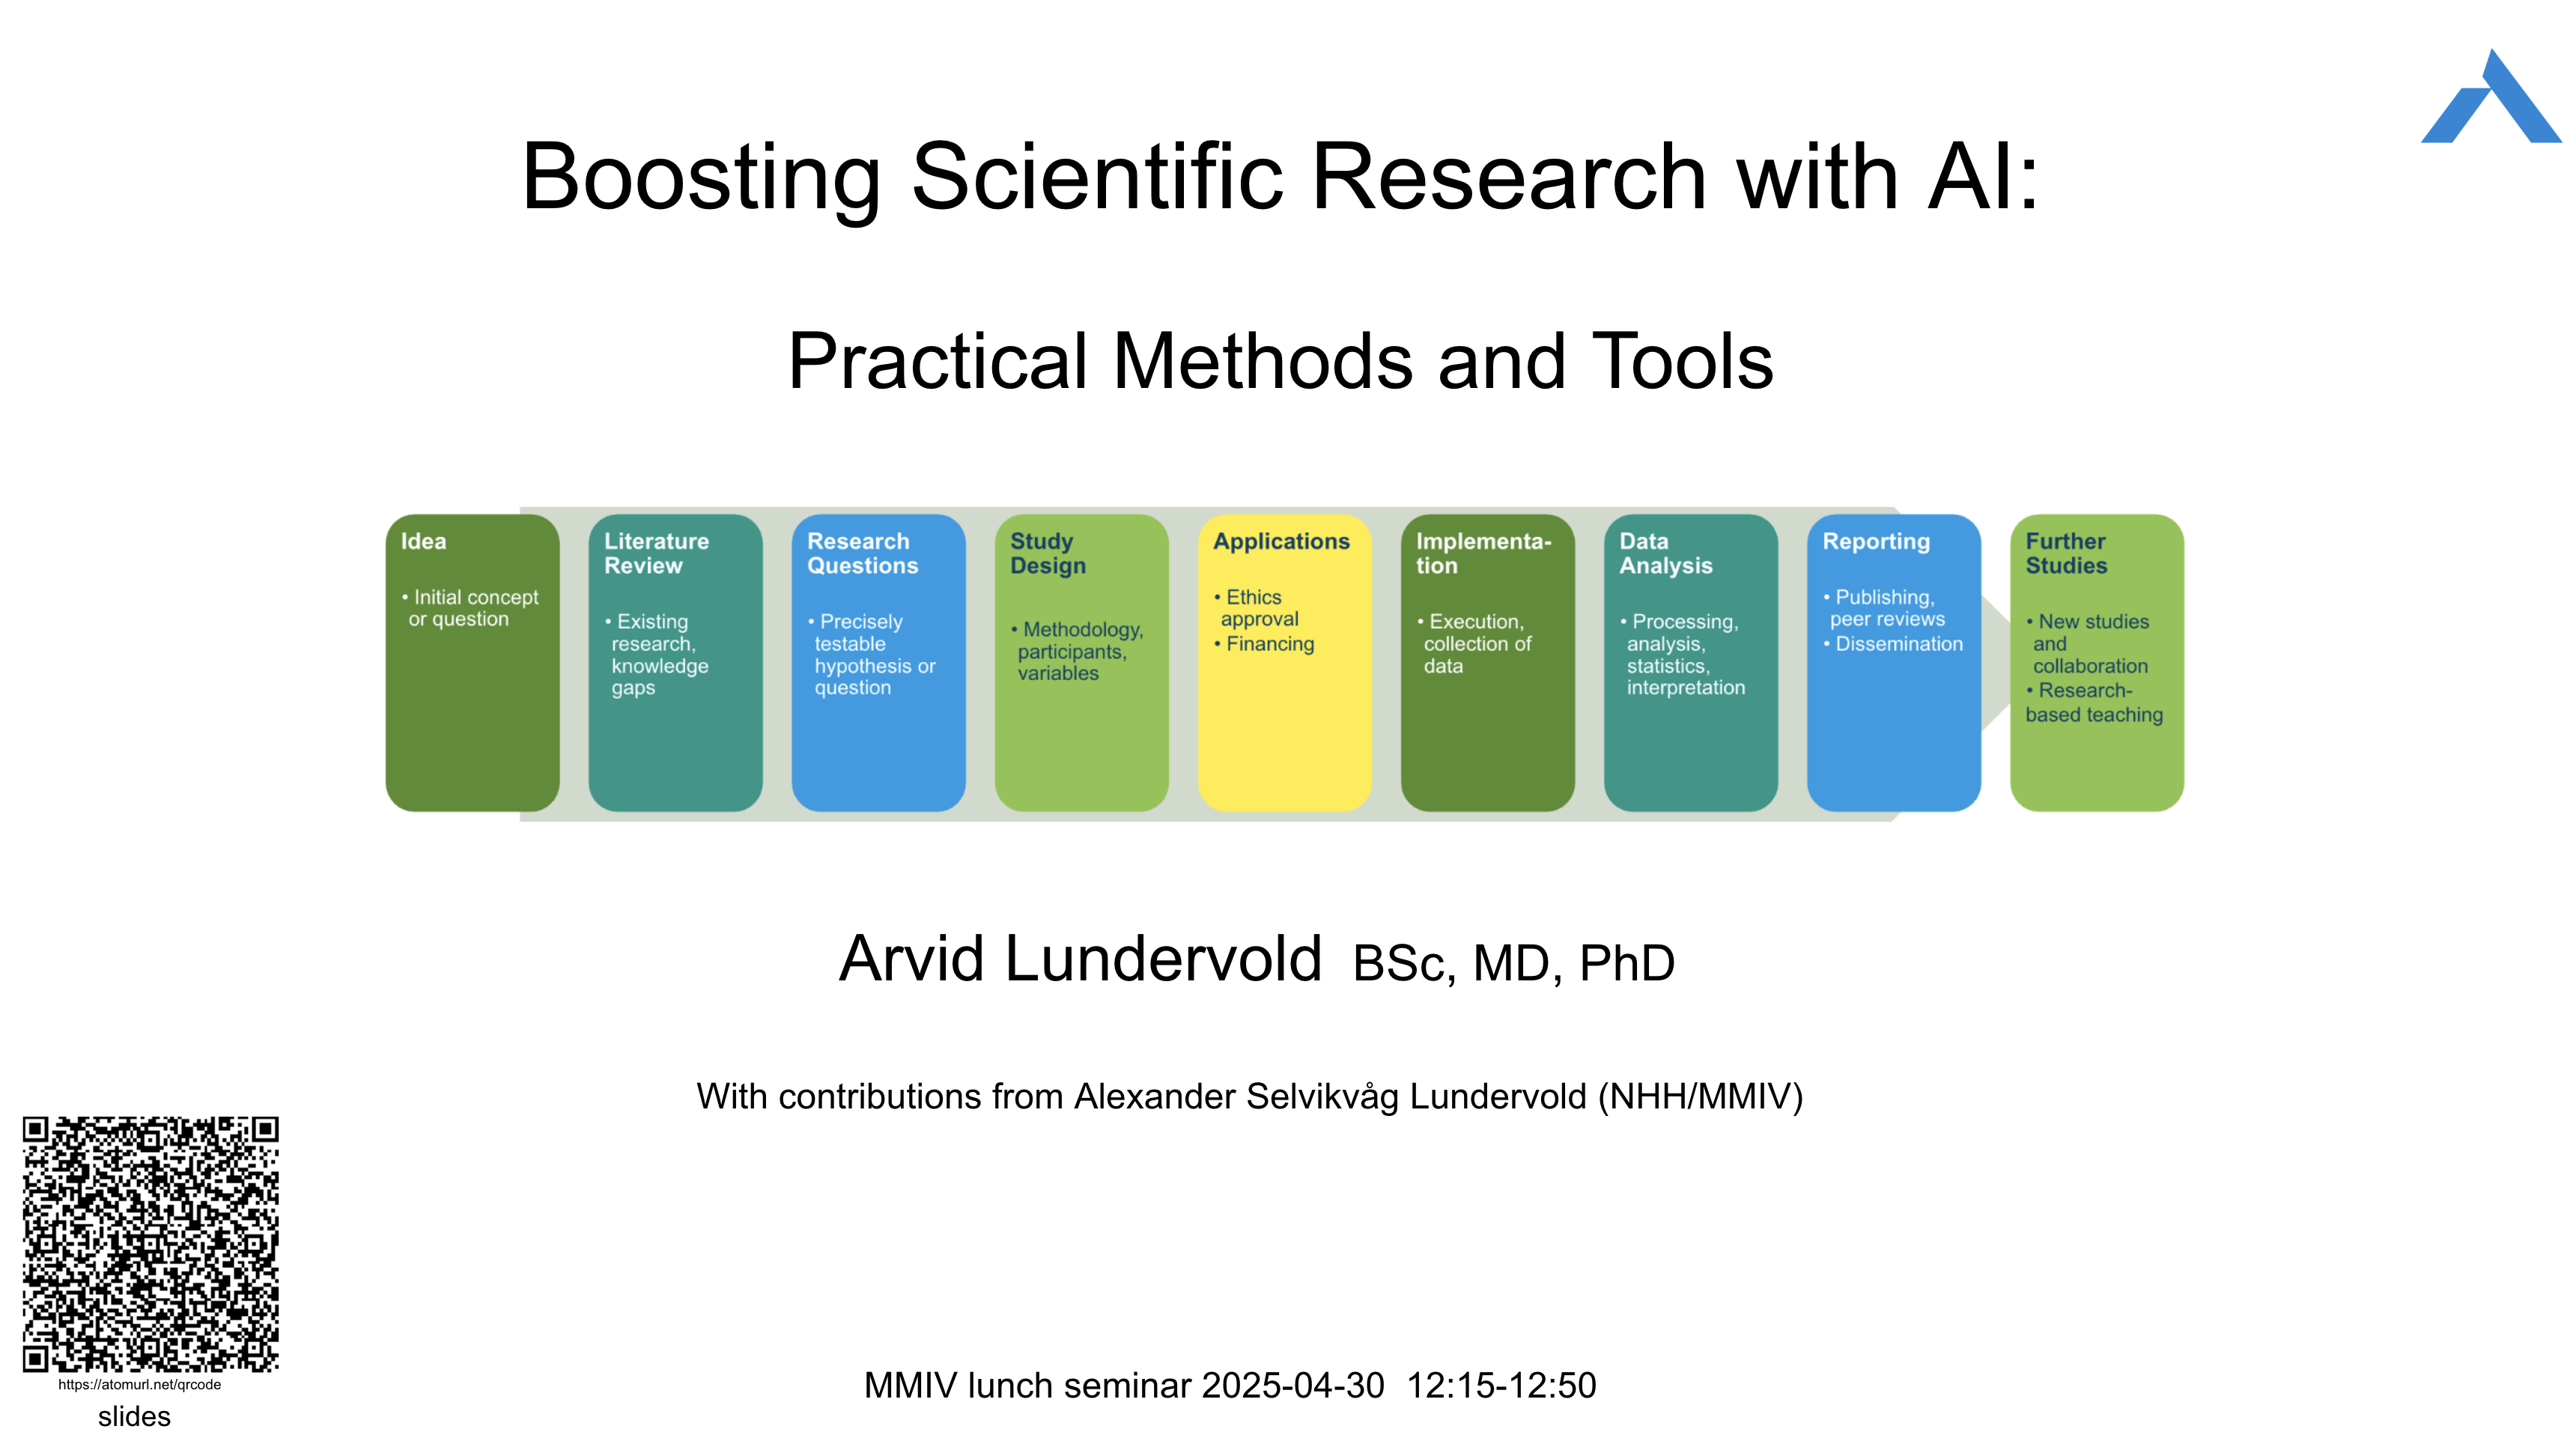 Boosting Scientific Research with AI:
Practical Methods and Tools
Idea
• Initial concept
or question
Literature
Review
• Existing
research,
knowledge
gaps
Research
Questions
• Precisely
testable
hypothesis or
question
Study
Design
• Methodology,
participants,
variables
Applications
• Ethics
approval
• Financing
Implementa-
tion
• Execution,
collection of
data
Data
Analysis
• Processing,
analysis,
statistics,
interpretation
Reporting
• Publishing,
peer reviews
• Dissemination
Further
Studies
• New studies
and
collaboration
• Research-
based teaching
Arvid Lundervold BSc, MD, PhD
With contributions from Alexander Selvikvåg Lundervold (NHH/MMIV)
https://atomurl.net/qrcode
slides
MMIV lunch seminar 2025-04-30 12:15-12:50